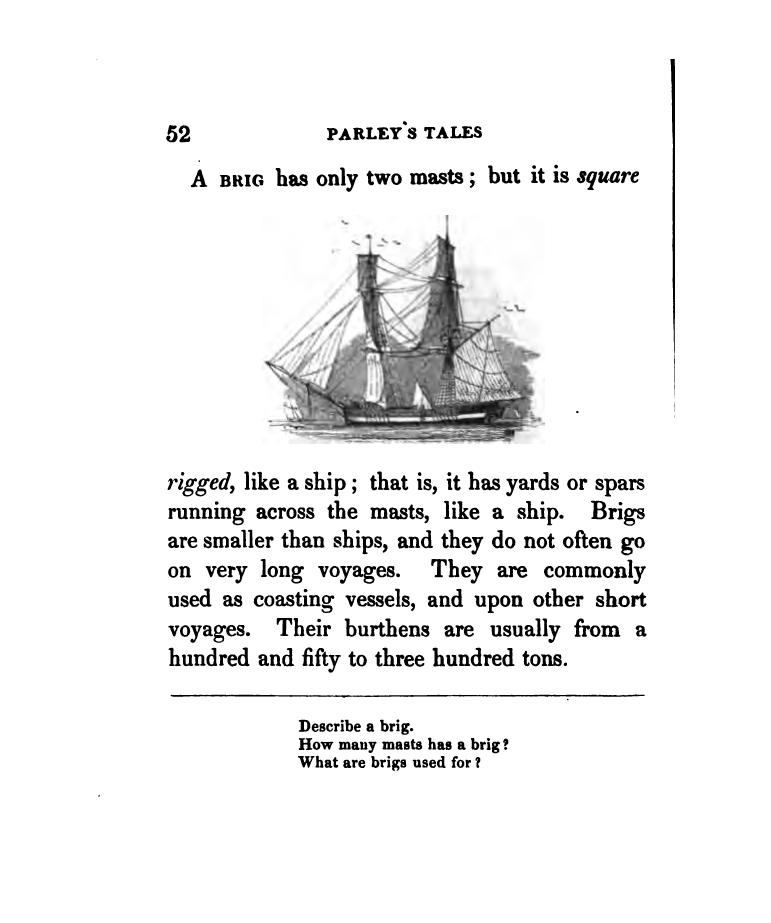 52 PARLEY'S TALES
A BRIG has only two masts; but it is square
rigged, like a ship; that is, it has yards or spars
running across the masts, like a ship. Brigs
are smaller than ships, and they do not often go
on very long voyages. They are commonly
used as coasting vessels, and upon other short
voyages. Their burthens are usually from a
hundred and fifty to three hundred tons.
Describe a brig.
How many masts has a brig?
What are brigs used for?